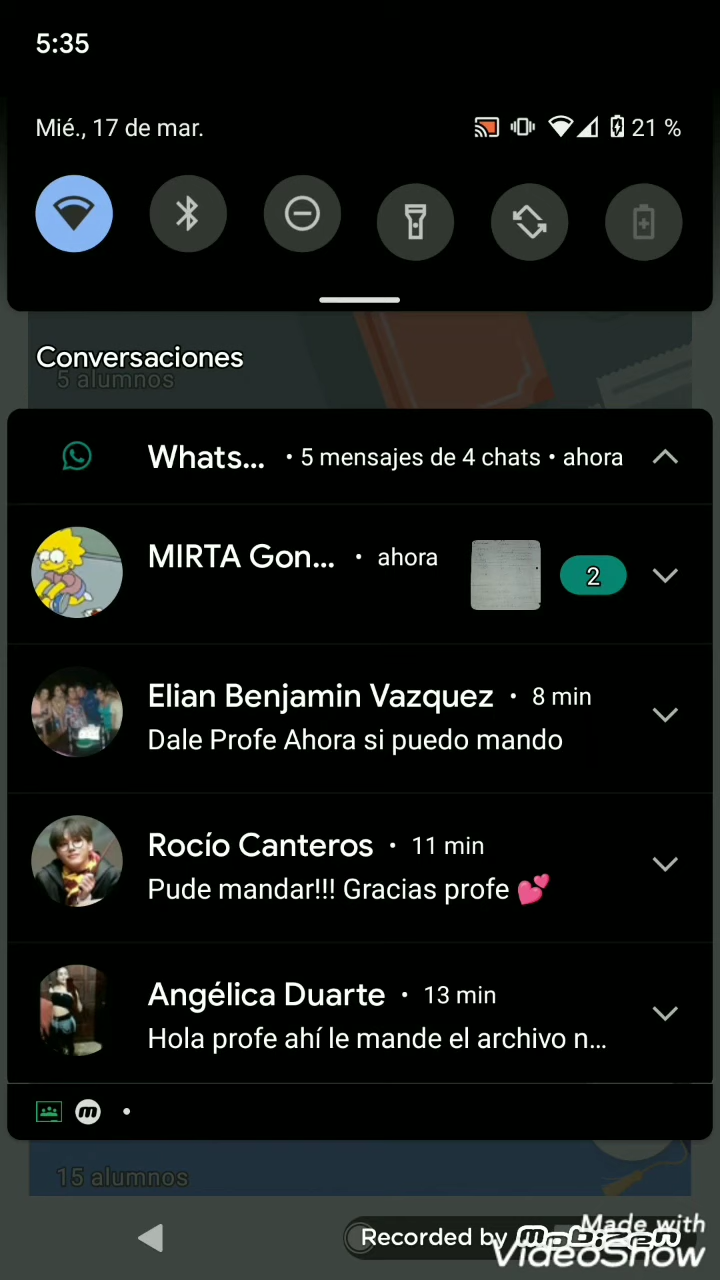 5:35
Mié., 17 de mar.
21 %
Conversaciones
5 alumnos
Whats... • 5 mensajes de 4 chats • ahora
MIRTA Gon... • ahora
2
Elian Benjamin Vazquez • 8 min
Dale Profe Ahora si puedo mando
Rocío Canteros • 11 min
Pude mandar!!! Gracias profe 💕
Angélica Duarte • 13 min
Hola profe ahí le mande el archivo n...
15 alumnos
Made with
Recorded by Mobizen
VideoShow